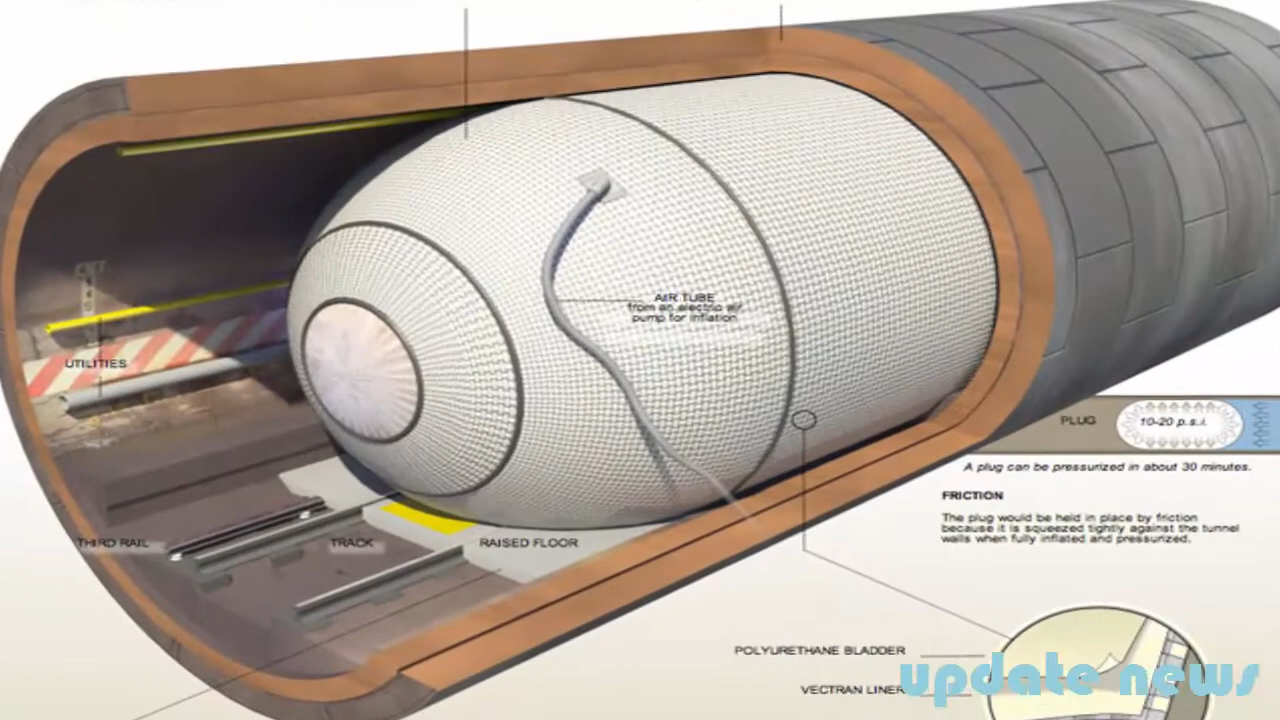 AIR TUBE
from an electric air
pump for inflation
UTILITIES
PLUG
10-20 p.s.i.
A plug can be pressurized in about 30 minutes.
FRICTION
The plug would be held in place by friction
because it is squeezed tightly against the tunnel
walls when fully inflated and pressurized.
THIRD RAIL
TRACK
RAISED FLOOR
POLYURETHANE BLADDER
VECTRAN LINER
update news